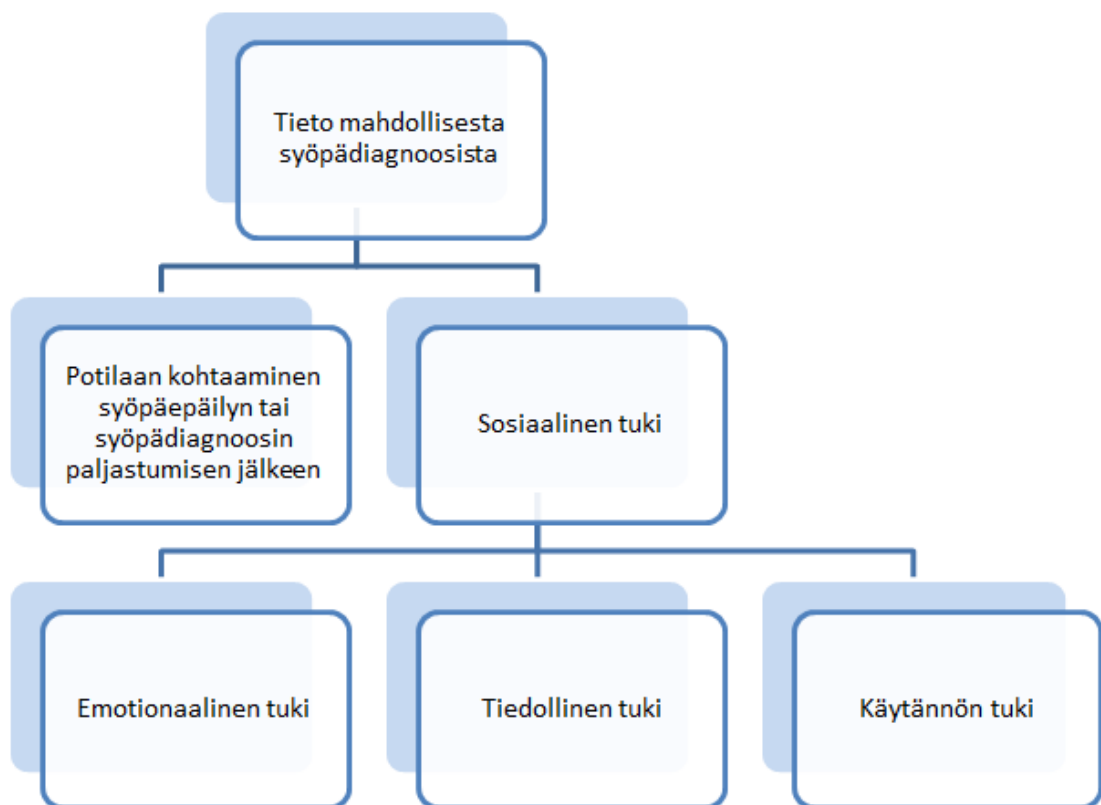 Tieto mahdollisesta
syöpädiagnoosista
Potilaan kohtaaminen
syöpäepäilyn tai
syöpädiagnoosin
paljastumisen jälkeen
Sosiaalinen tuki
Emotionaalinen tuki
Tiedollinen tuki
Käytännön tuki